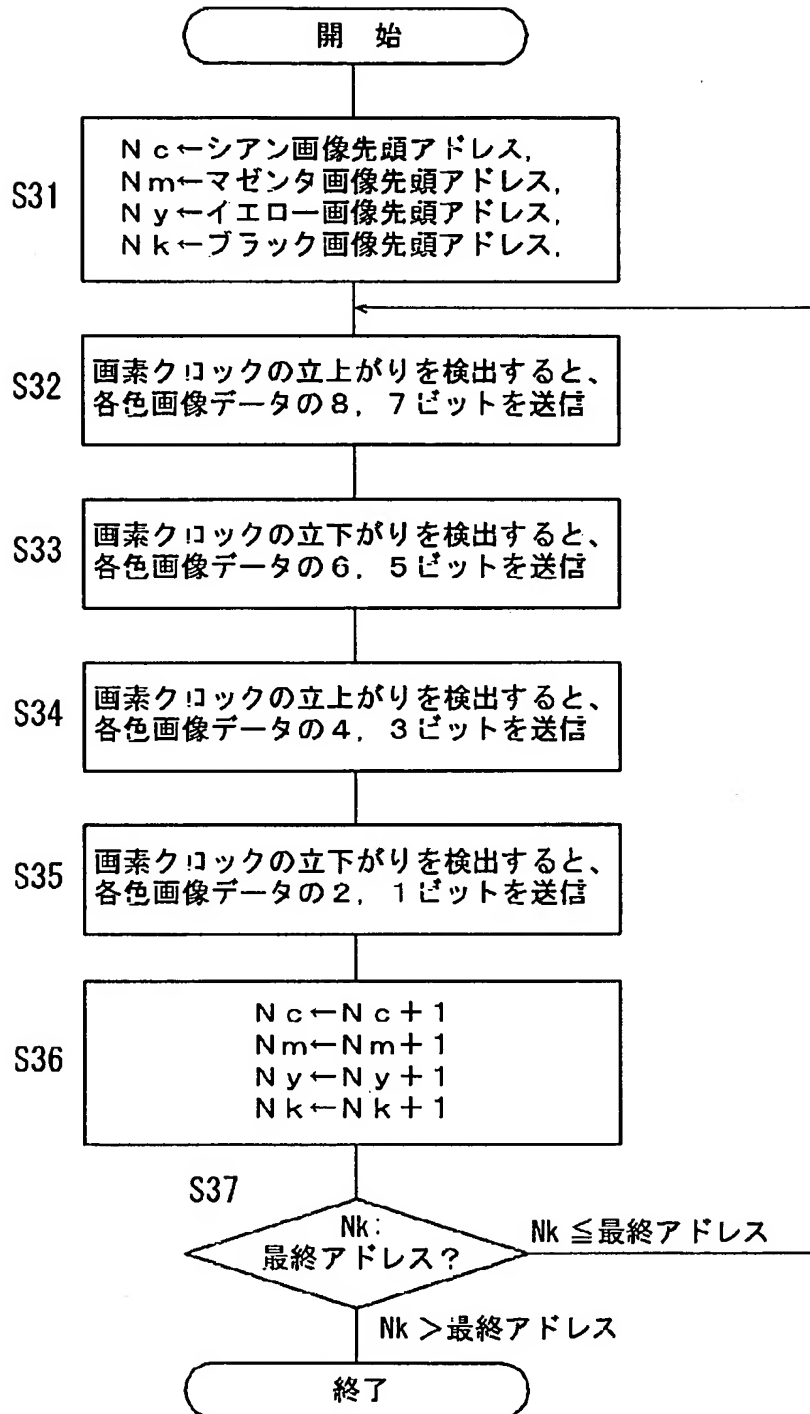 開 始
S31
Nc←シアン画像先頭アドレス,
Nm←マゼンタ画像先頭アドレス,
Ny←イエロー画像先頭アドレス,
Nk←ブラック画像先頭アドレス,
S32
画素クロックの立上がりを検出すると、
各色画像データの8, 7ビットを送信
S33
画素クロックの立下がりを検出すると、
各色画像データの6, 5ビットを送信
S34
画素クロックの立上がりを検出すると、
各色画像データの4, 3ビットを送信
S35
画素クロックの立下がりを検出すると、
各色画像データの2, 1ビットを送信
S36
Nc←Nc+1
Nm←Nm+1
Ny←Ny+1
Nk←Nk+1
S37
Nk:
最終アドレス?
Nk≦最終アドレス
Nk>最終アドレス
終了